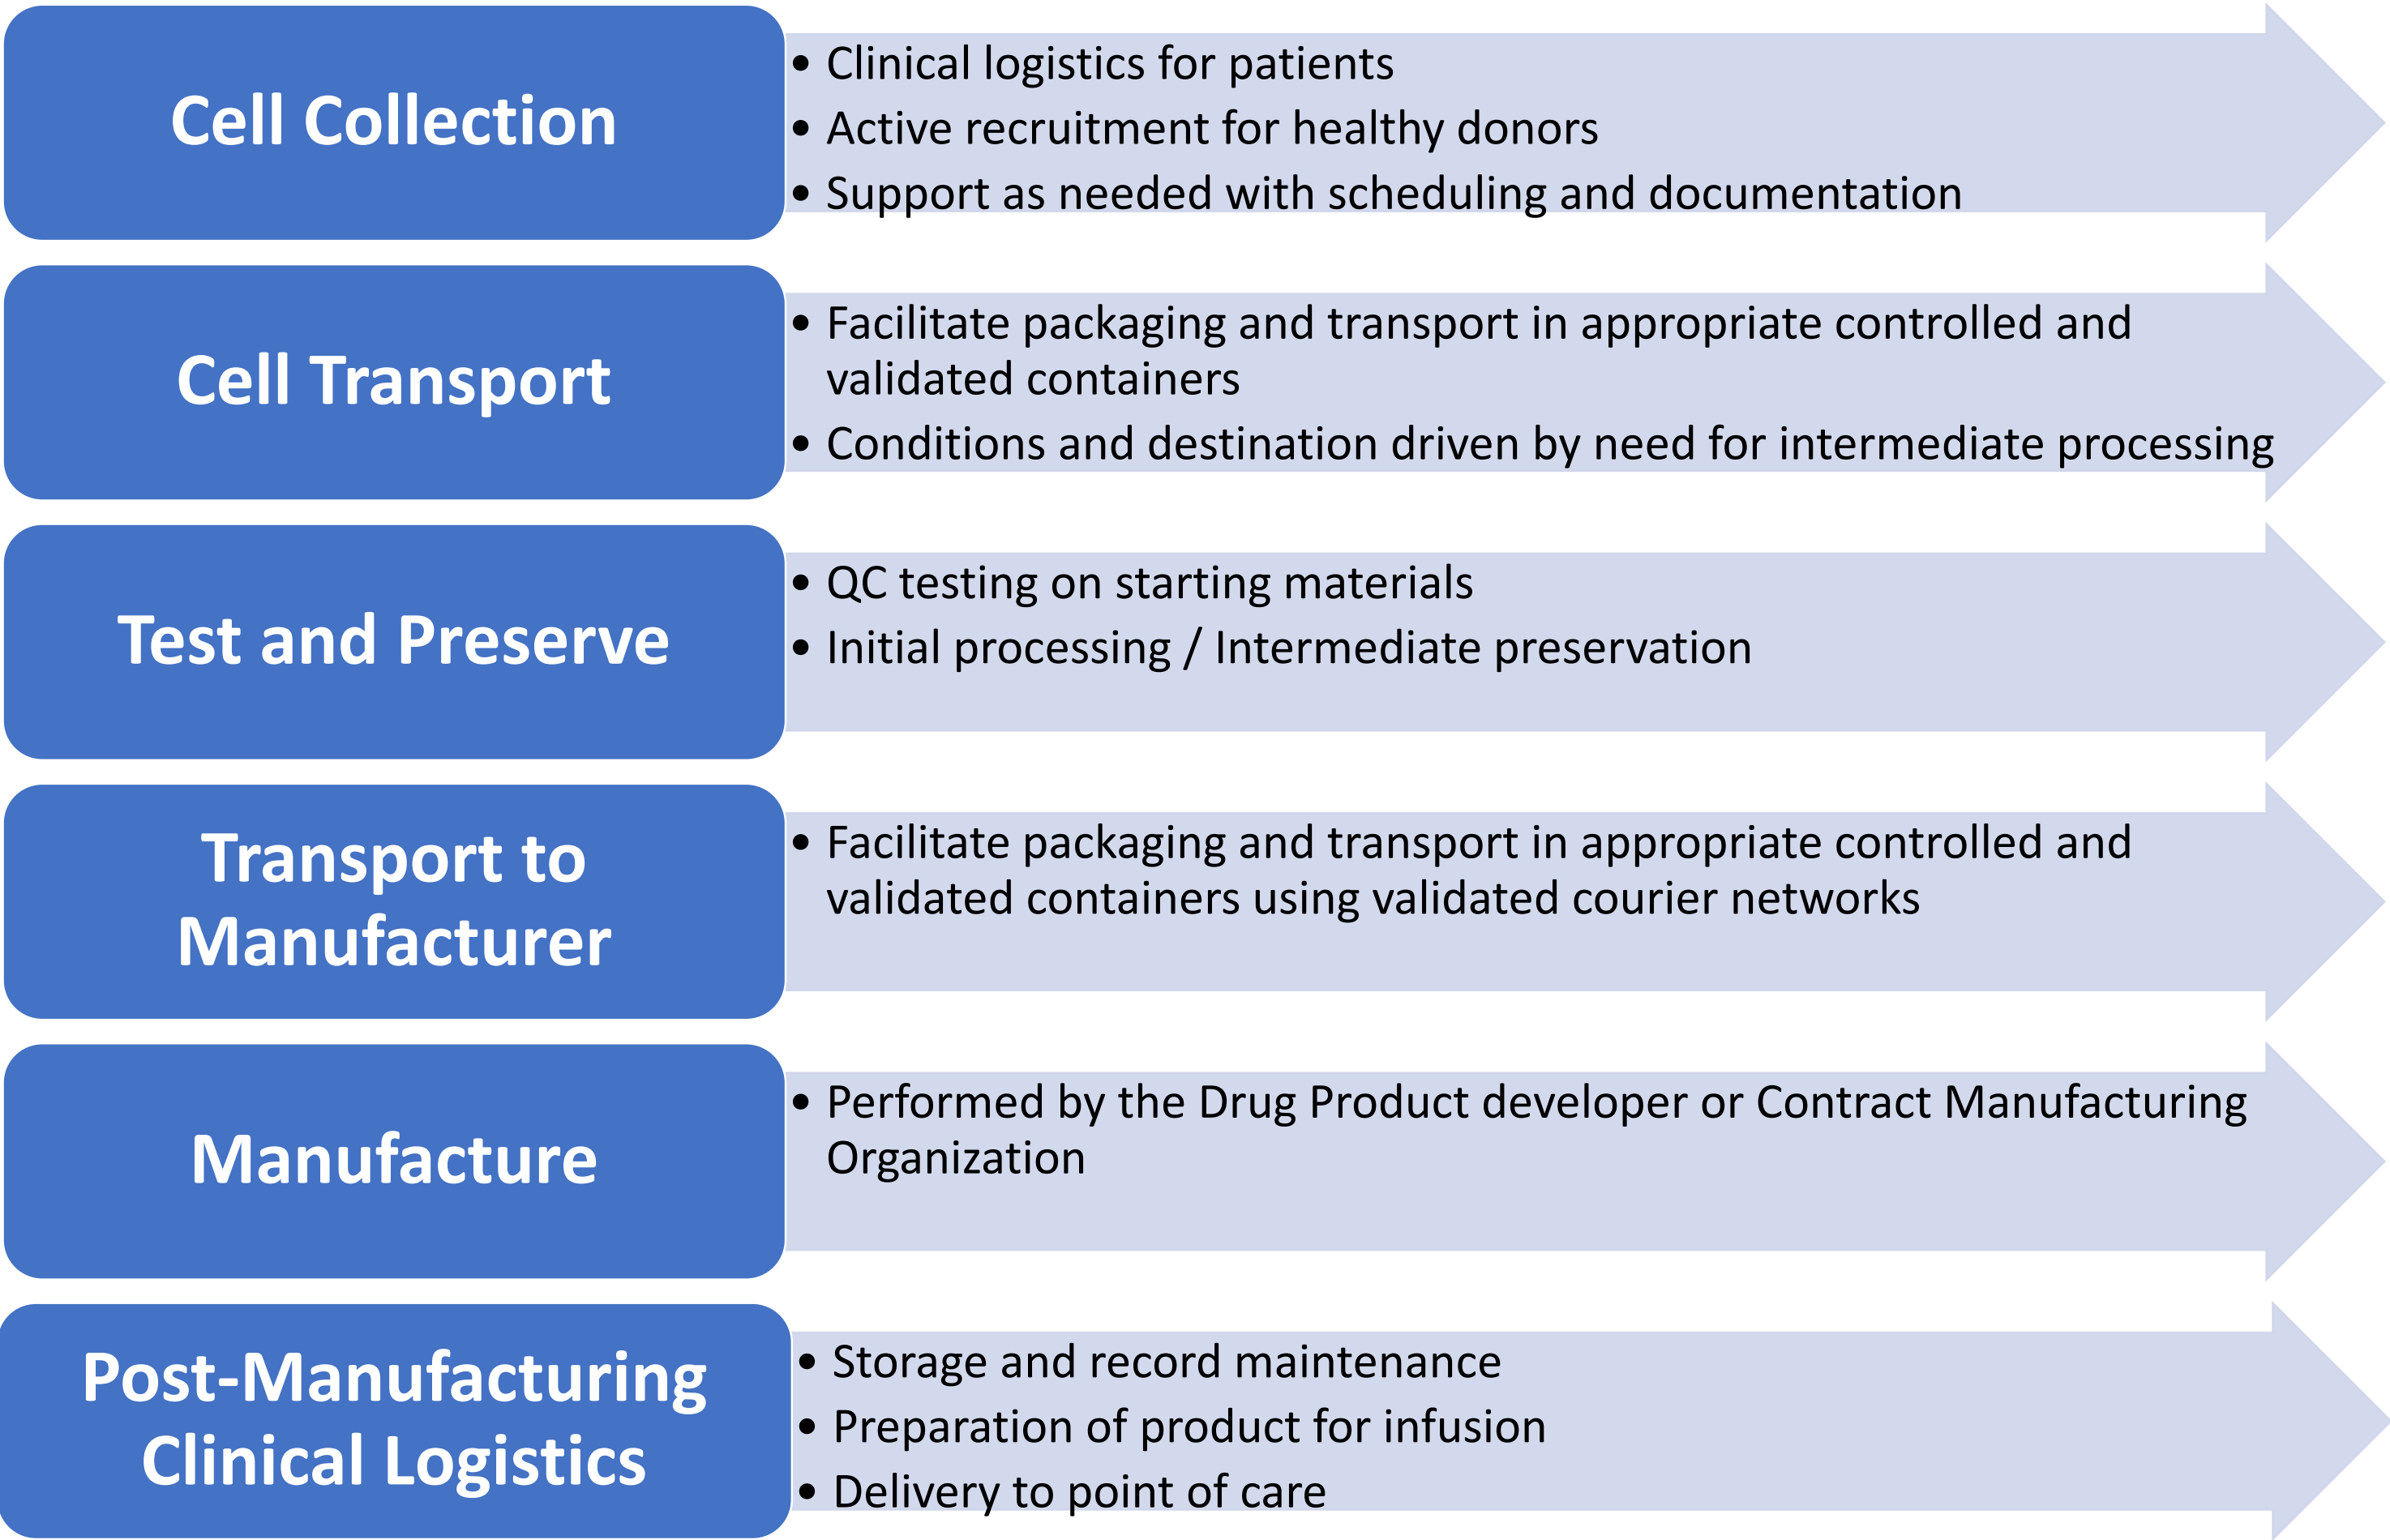 Cell Collection
• Clinical logistics for patients
• Active recruitment for healthy donors
• Support as needed with scheduling and documentation
Cell Transport
• Facilitate packaging and transport in appropriate controlled and
validated containers
• Conditions and destination driven by need for intermediate processing
Test and Preserve
• QC testing on starting materials
• Initial processing / Intermediate preservation
Transport to
Manufacturer
• Facilitate packaging and transport in appropriate controlled and
validated containers using validated courier networks
Manufacture
• Performed by the Drug Product developer or Contract Manufacturing
Organization
Post-Manufacturing
Clinical Logistics
• Storage and record maintenance
• Preparation of product for infusion
• Delivery to point of care